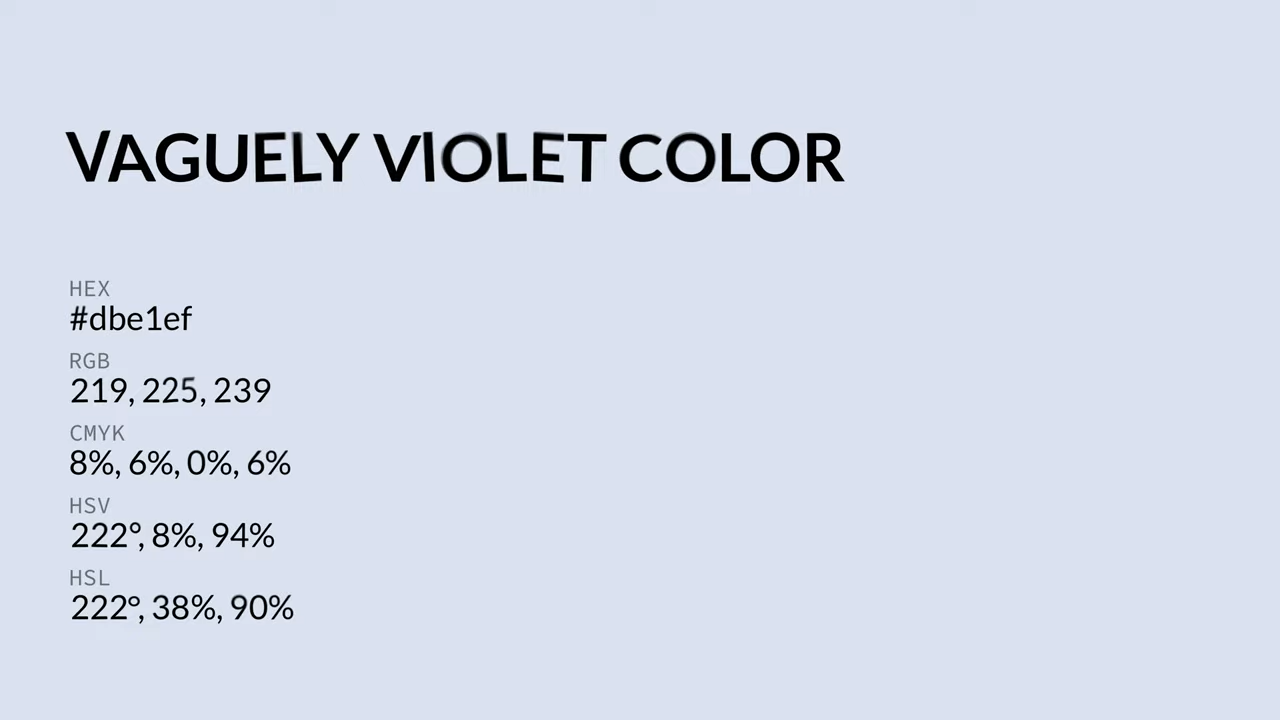 VAGUELY VIOLET COLOR
HEX
#dbe1ef
RGB
219, 225, 239
CMYK
8%, 6%, 0%, 6%
HSV
222°, 8%, 94%
HSL
222°, 38%, 90%